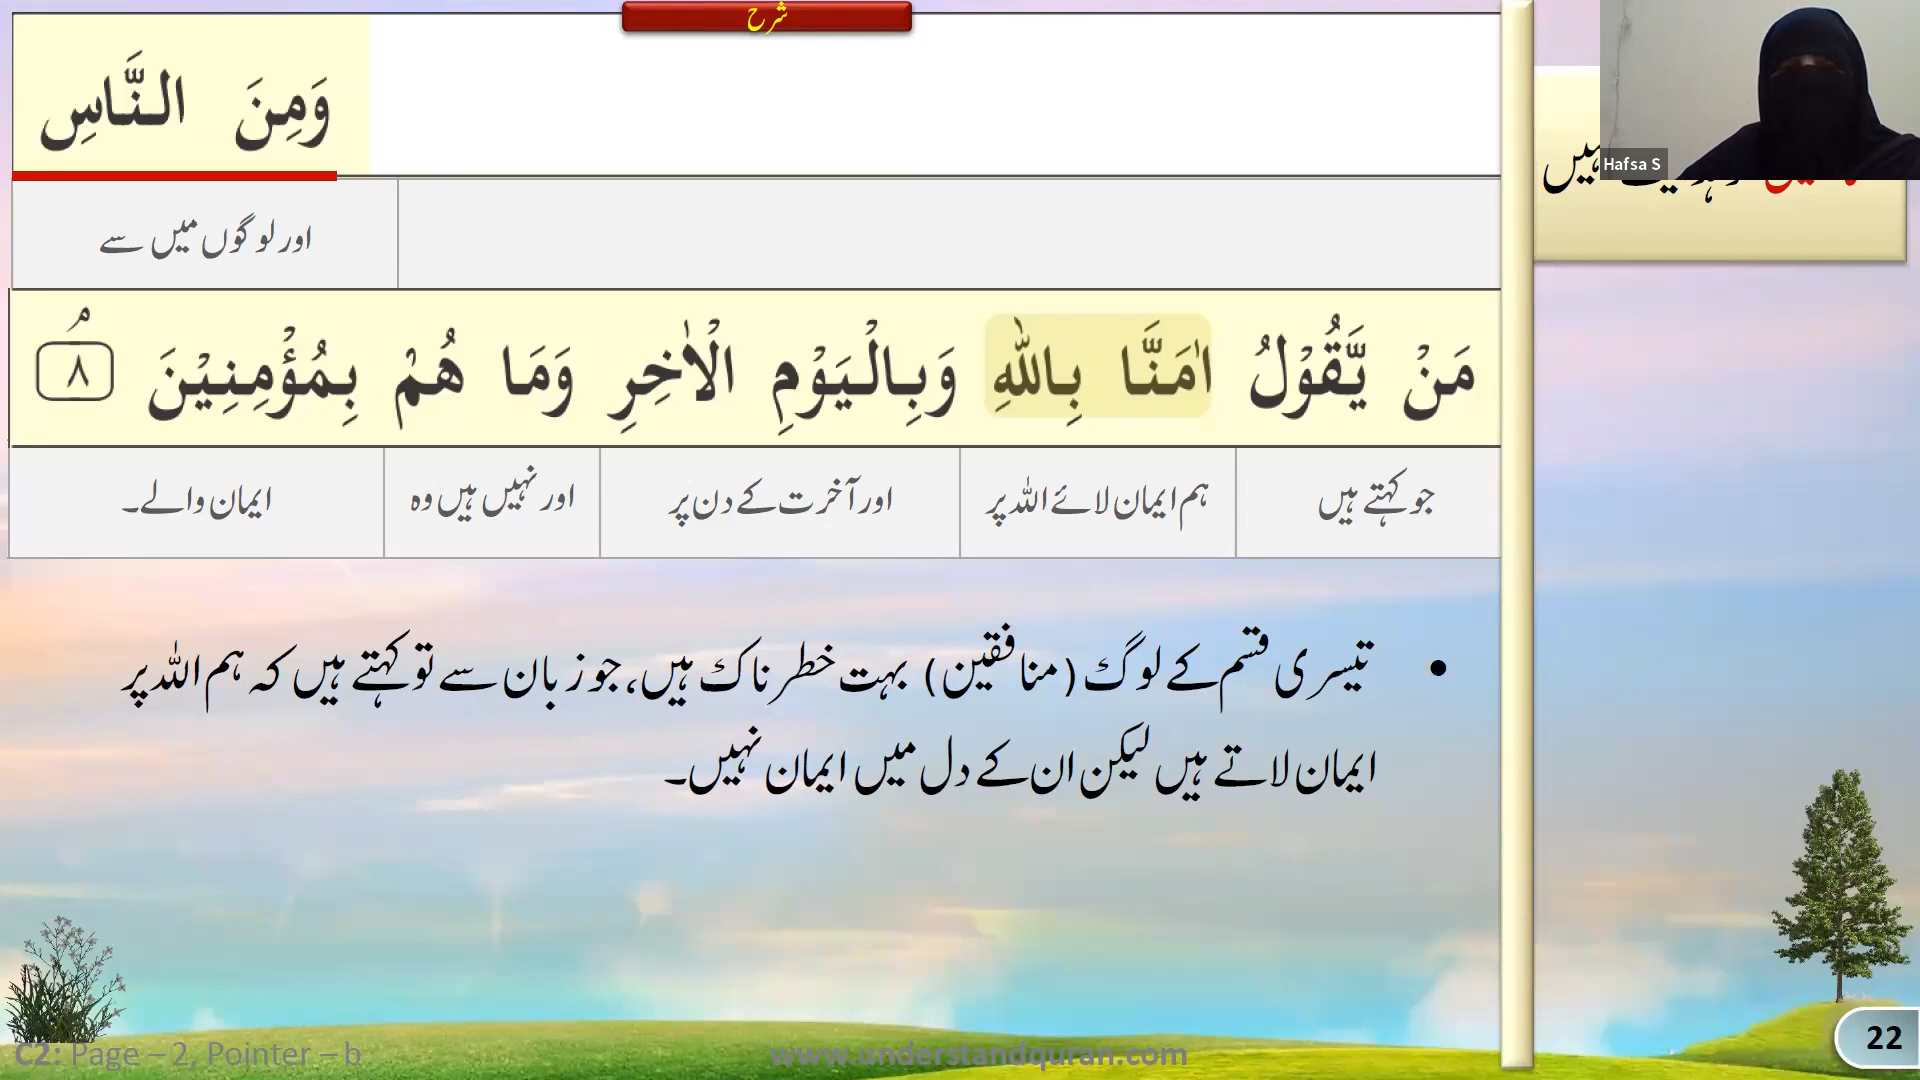 شرح
وَمِنَ النَّاسِ
اور لوگوں میں سے
مَنْ يَّقُوْلُ اٰمَنَّا بِاللّٰهِ وَبِالْيَوْمِ الْاٰخِرِ وَمَا هُمْ بِمُؤْمِنِيْنَ ۘ ٨
جو کہتے ہیں ہم ایمان لائے اللہ پر اور آخرت کے دن پر اور نہیں ہیں وہ ایمان والے۔
• تیسری قسم کے لوگ (منافقین) بہت خطرناک ہیں، جو زبان سے تو کہتے ہیں کہ ہم اللہ پر
ایمان لاتے ہیں لیکن ان کے دل میں ایمان نہیں۔
ہیں
Hafsa S
C2: Page – 2, Pointer – b
www.understandquran.com
22